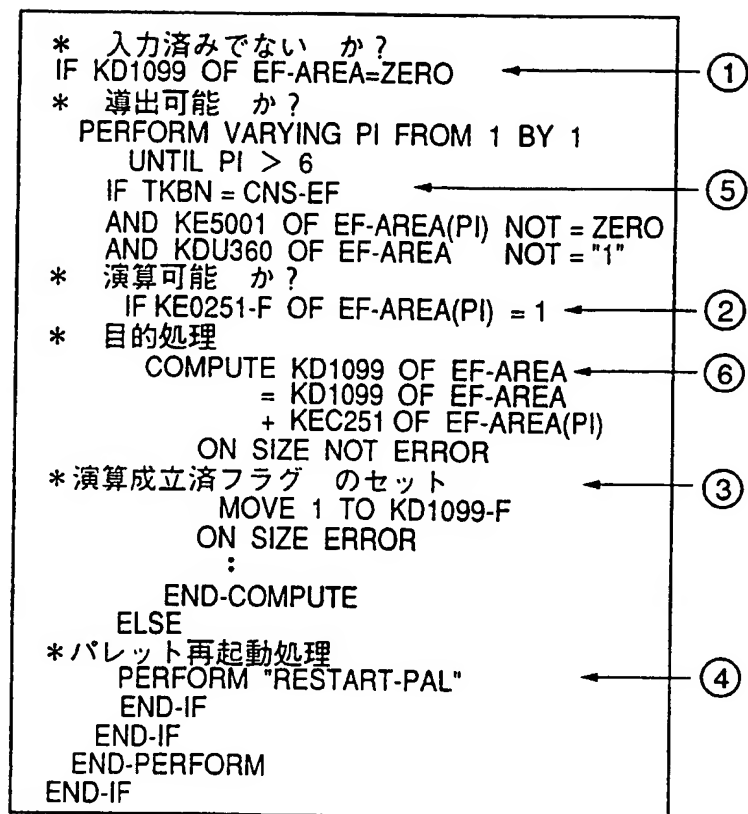 * 入力済みでない か?
IF KD1099 OF EF-AREA=ZERO ①
* 導出可能 か?
PERFORM VARYING PI FROM 1 BY 1
UNTIL PI > 6
IF TKBN = CNS-EF ⑤
AND KE5001 OF EF-AREA(PI) NOT = ZERO
AND KDU360 OF EF-AREA NOT = "1"
* 演算可能 か?
IF KE0251-F OF EF-AREA(PI) = 1 ②
* 目的処理
COMPUTE KD1099 OF EF-AREA ⑥
= KD1099 OF EF-AREA
+ KEC251 OF EF-AREA(PI)
ON SIZE NOT ERROR
*演算成立済フラグ のセット ③
MOVE 1 TO KD1099-F
ON SIZE ERROR
:
END-COMPUTE
ELSE
*パレット再起動処理
PERFORM "RESTART-PAL" ④
END-IF
END-IF
END-PERFORM
END-IF